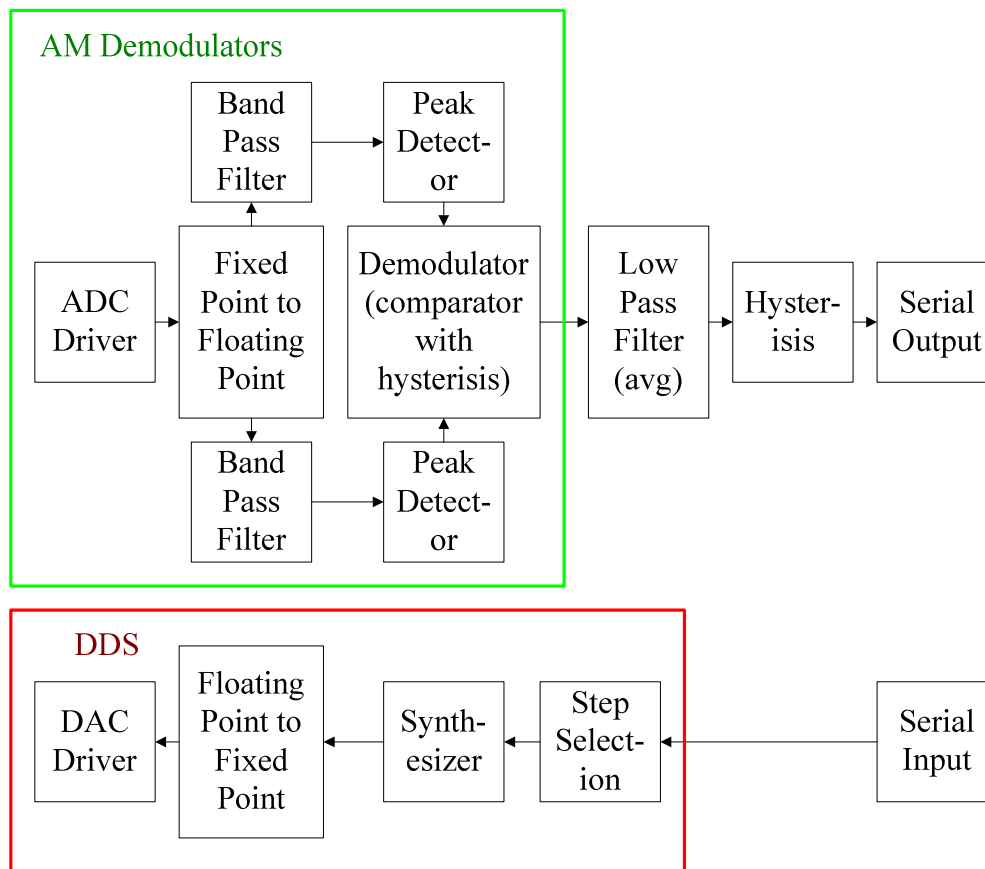 AM Demodulators
Band
Pass
Filter
Peak
Detect-
or
ADC
Driver
Fixed
Point to
Floating
Point
Demodulator
(comparator
with
hysterisis)
Low
Pass
Filter
(avg)
Hyster-
isis
Serial
Output
Band
Pass
Filter
Peak
Detect-
or
DDS
DAC
Driver
Floating
Point to
Fixed
Point
Synth-
esizer
Step
Select-
ion
Serial
Input